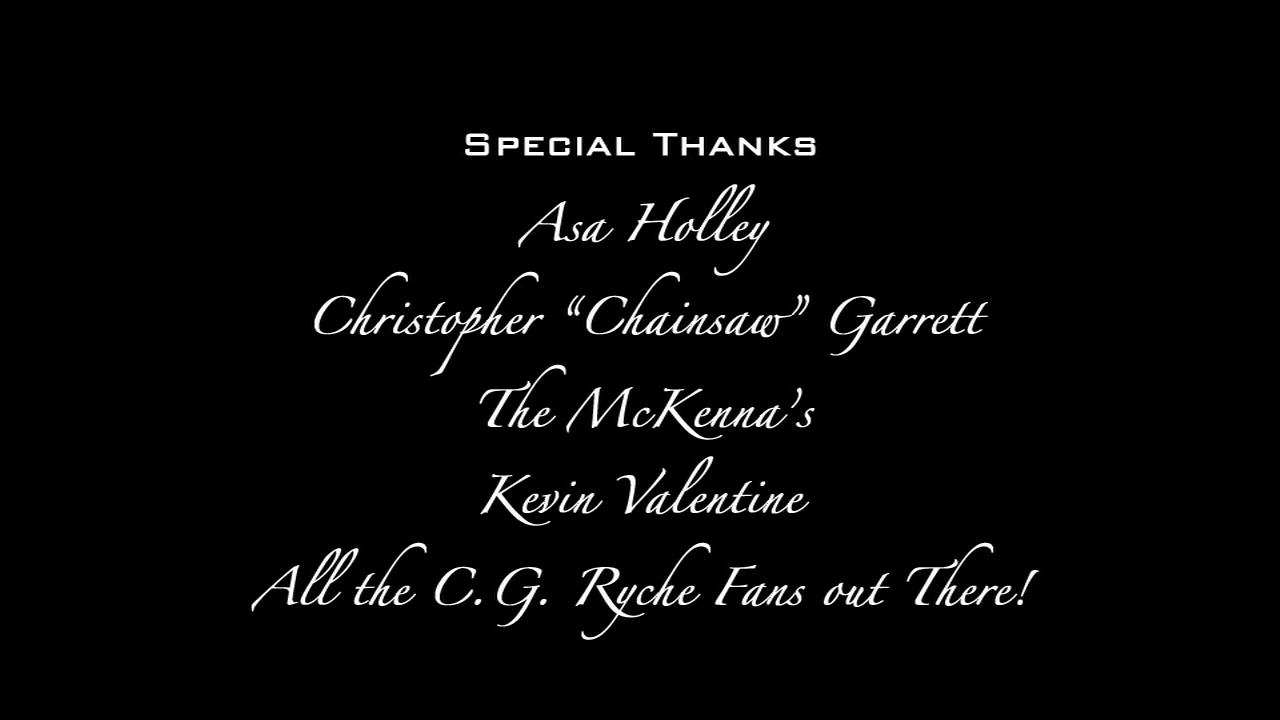 Special Thanks
Asa Holley
Christopher “Chainsaw” Garrett
The McKenna’s
Kevin Valentine
All the C.G. Ryche Fans out There!